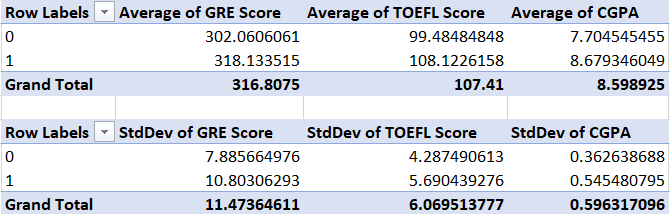 Row Labels Average of GRE Score Average of TOEFL Score Average of CGPA
0 302.0606061 99.48484848 7.704545455
1 318.133515 108.1226158 8.679346049
Grand Total 316.8075 107.41 8.598925
Row Labels StdDev of GRE Score StdDev of TOEFL Score StdDev of CGPA
0 7.885664976 4.287490613 0.362638688
1 10.80306293 5.690439276 0.545480795
Grand Total 11.47364611 6.069513777 0.596317096